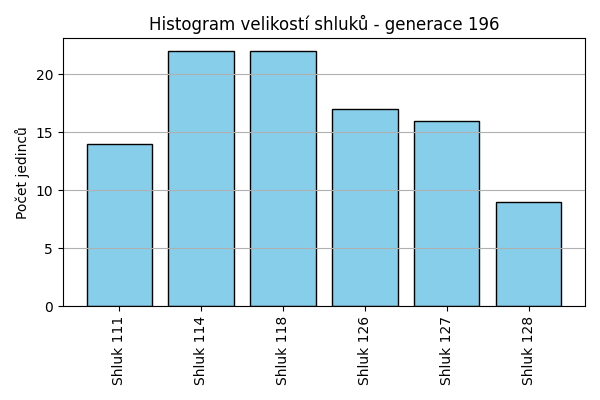 Histogram velikostí shluků - generace 196
Počet jedinců
20
15
10
5
0
Shluk 111
Shluk 114
Shluk 118
Shluk 126
Shluk 127
Shluk 128